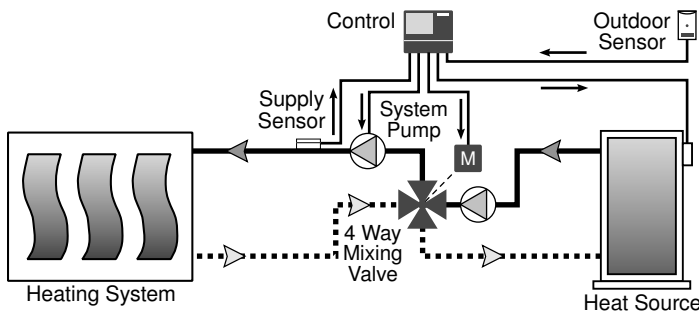 Control
Outdoor
Sensor
Supply
Sensor
System
Pump
M
4 Way
Mixing
Valve
Heating System
Heat Source